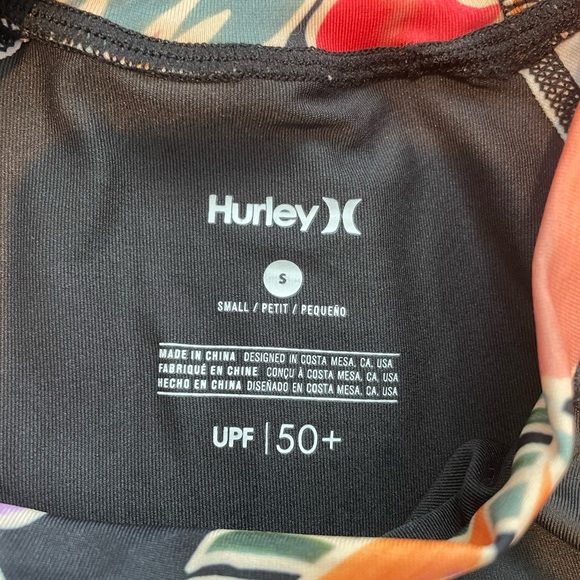 Hurley
S
SMALL / PETIT / PEQUEÑO
MADE IN CHINA DESIGNED IN COSTA MESA, CA, USA
FABRIQUÉ EN CHINE CONÇU À COSTA MESA, CA, USA
HECHO EN CHINA DISEÑADO EN COSTA MESA, CA, USA
UPF | 50+